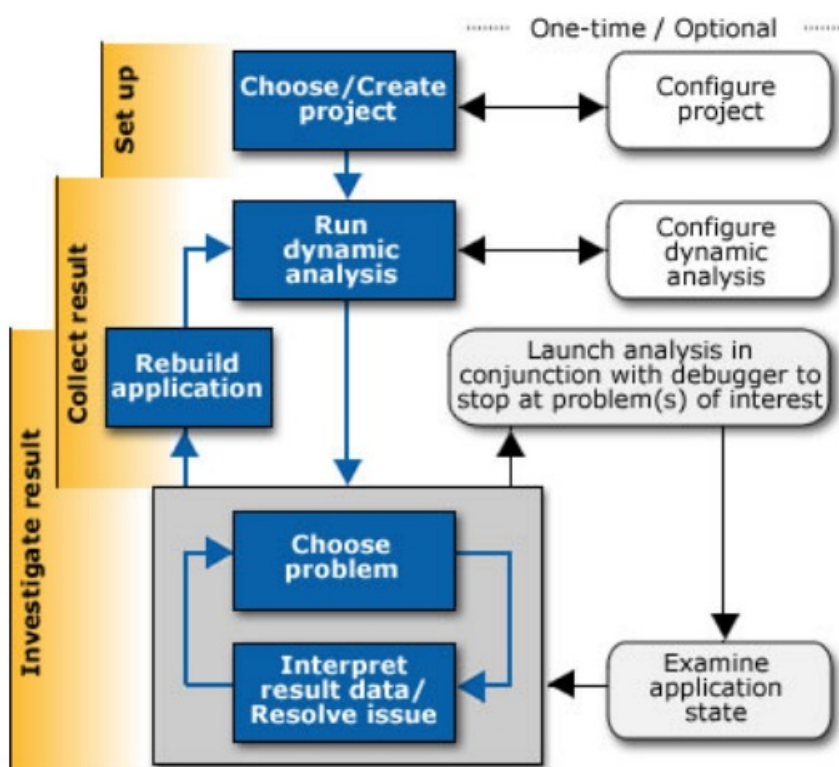 One-time / Optional
Set up
Choose/Create
project
Configure
project
Collect result
Run
dynamic
analysis
Configure
dynamic
analysis
Investigate result
Rebuild
application
Launch analysis in
conjunction with debugger to
stop at problem(s) of interest
Choose
problem
Interpret
result data/
Resolve issue
Examine
application
state